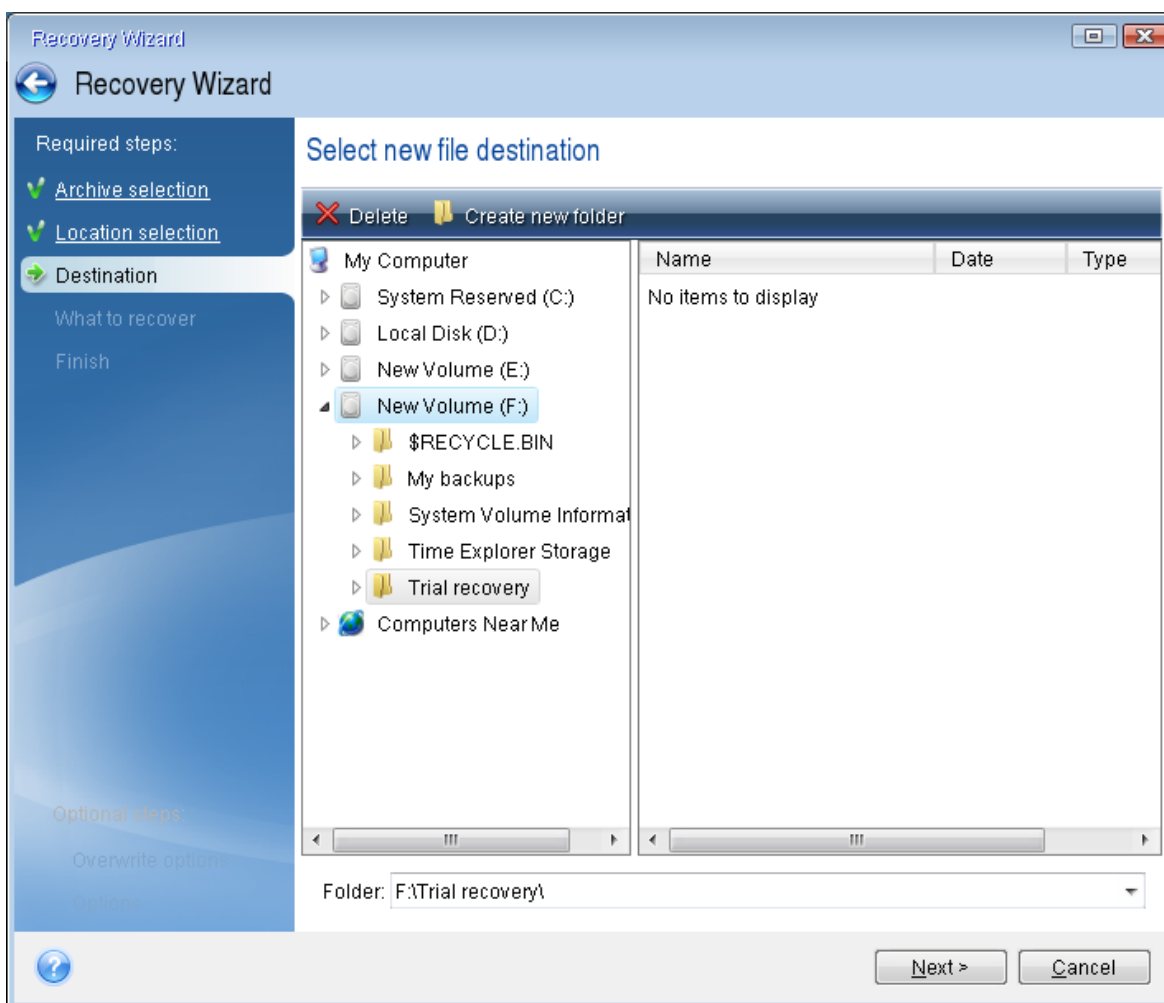 Recovery Wizard
Recovery Wizard
Required steps:
Archive selection
Location selection
Destination
What to recover
Finish
Optional steps:
Overwrite options
Options
Select new file destination
Delete Create new folder
My Computer
System Reserved (C:)
Local Disk (D:)
New Volume (E:)
New Volume (F:)
$RECYCLE.BIN
My backups
System Volume Informat
Time Explorer Storage
Trial recovery
Computers Near Me
Name Date Type
No items to display
Folder: F:\Trial recovery\
Next > Cancel